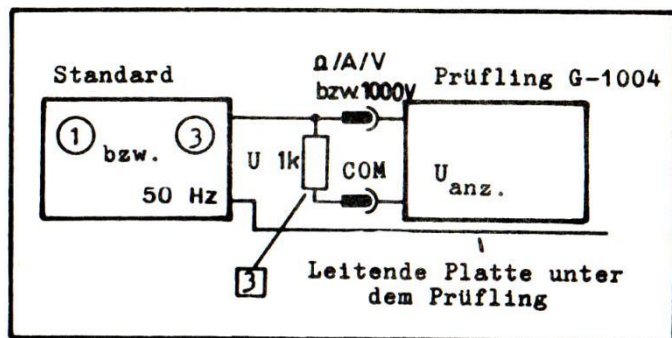 Standard
Ω/A/V
bzw. 1000V
Prüfling G-1004
① bzw. ③
50 Hz
U 1k
COM
U anz.
3
Leitende Platte unter
dem Prüfling